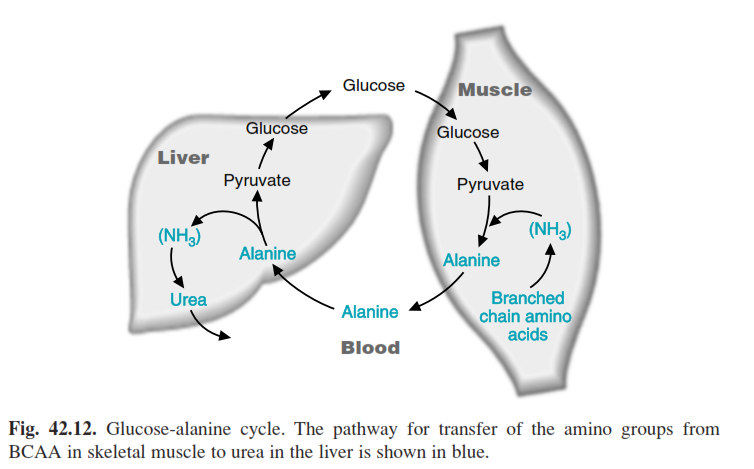 Glucose
Muscle
Glucose
Glucose
Liver
Pyruvate
Pyruvate
(NH3)
(NH3)
Alanine
Alanine
Urea
Branched
chain amino
acids
Alanine
Blood
Fig. 42.12. Glucose-alanine cycle. The pathway for transfer of the amino groups from
BCAA in skeletal muscle to urea in the liver is shown in blue.